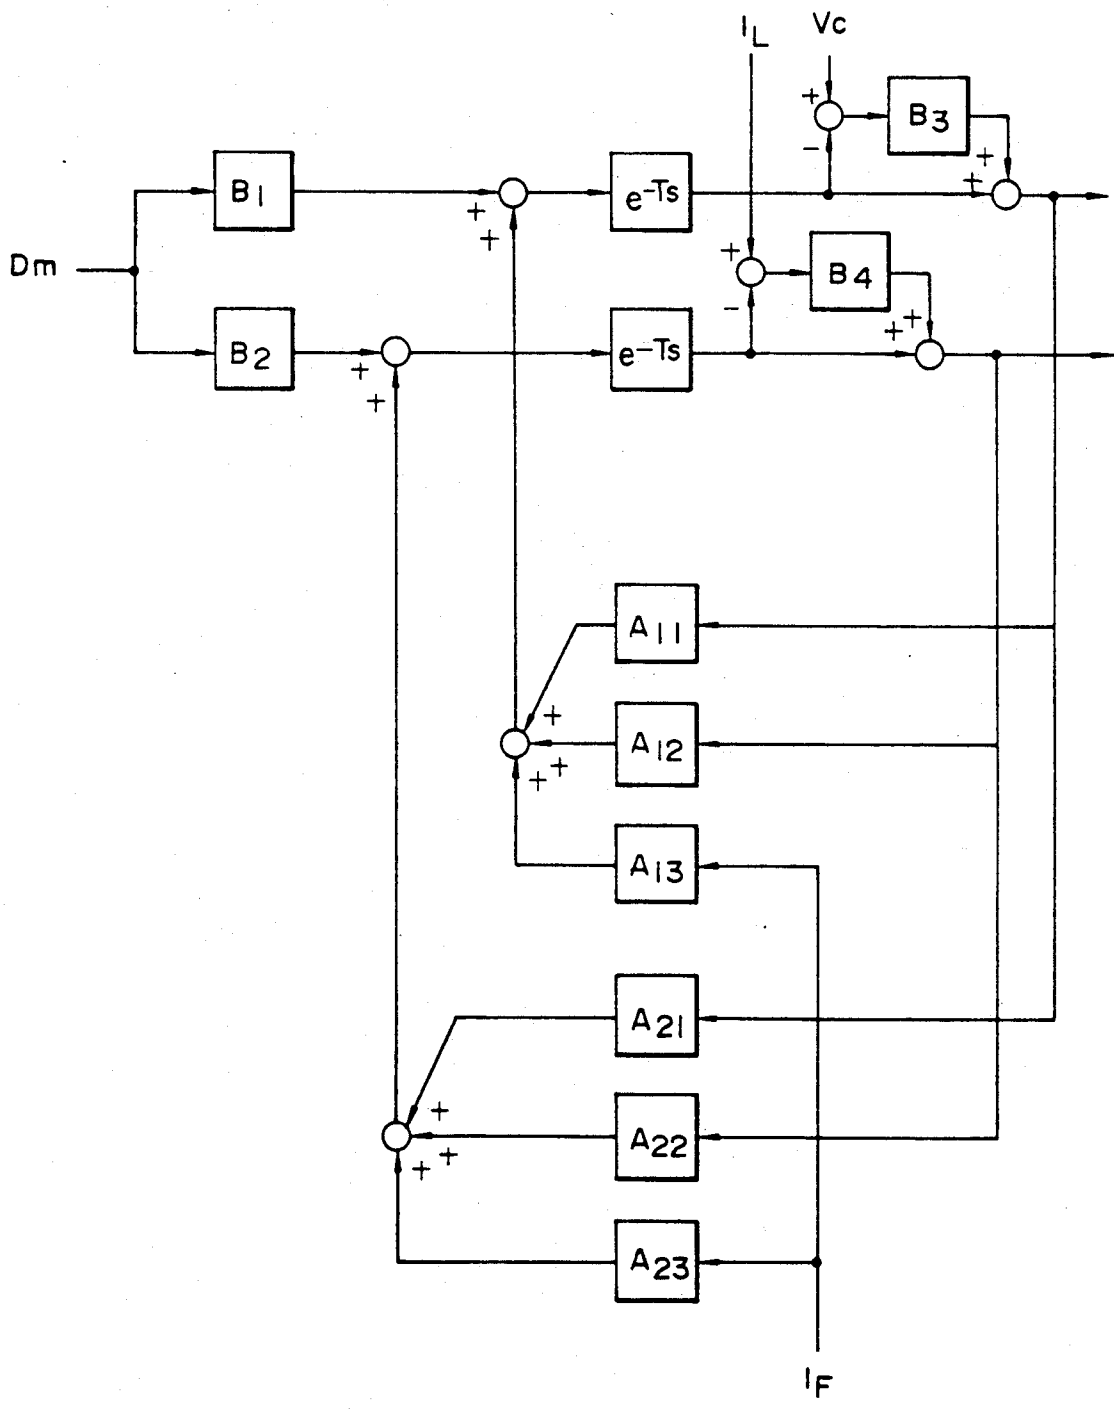 IL
Vc
+
B3
-
+
+
B1
e-Ts
+
+
+
B4
Dm
-
+
+
B2
e-Ts
+
+
A11
+
A12
+
+
A13
A21
+
A22
+
+
A23
IF